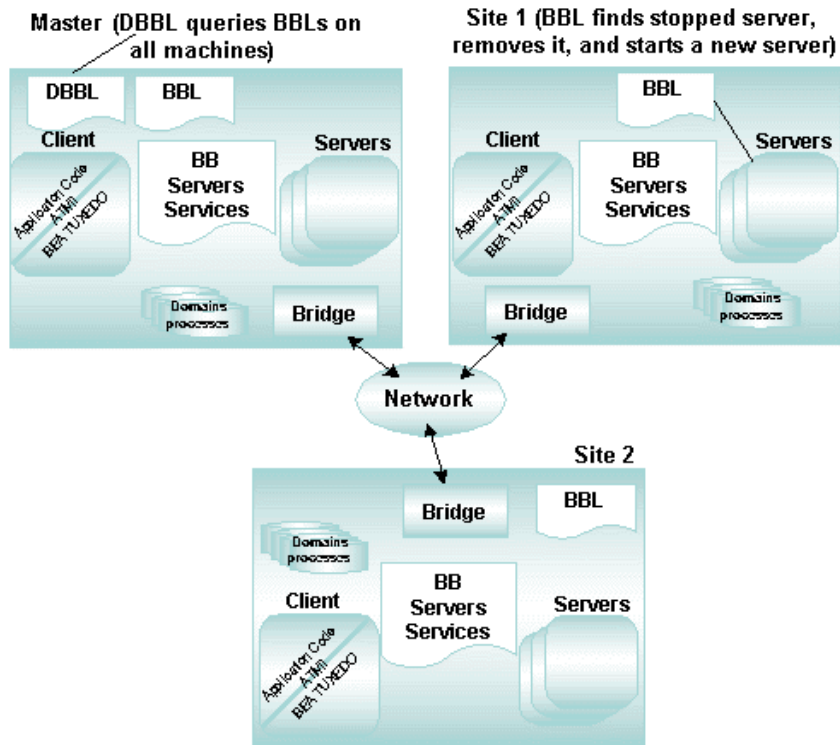 Master (DBBL queries BBLs on
all machines)
DBBL
BBL
Client
Application Code
ATMI
BEA TUXEDO
BB
Servers
Services
Servers
Domains
processes
Bridge
Site 1 (BBL finds stopped server,
removes it, and starts a new server)
BBL
Client
Application Code
ATMI
BEA TUXEDO
BB
Servers
Services
Servers
Bridge
Domains
processes
Network
Site 2
Bridge
BBL
Domains
processes
Client
Application Code
ATMI
BEA TUXEDO
BB
Servers
Services
Servers